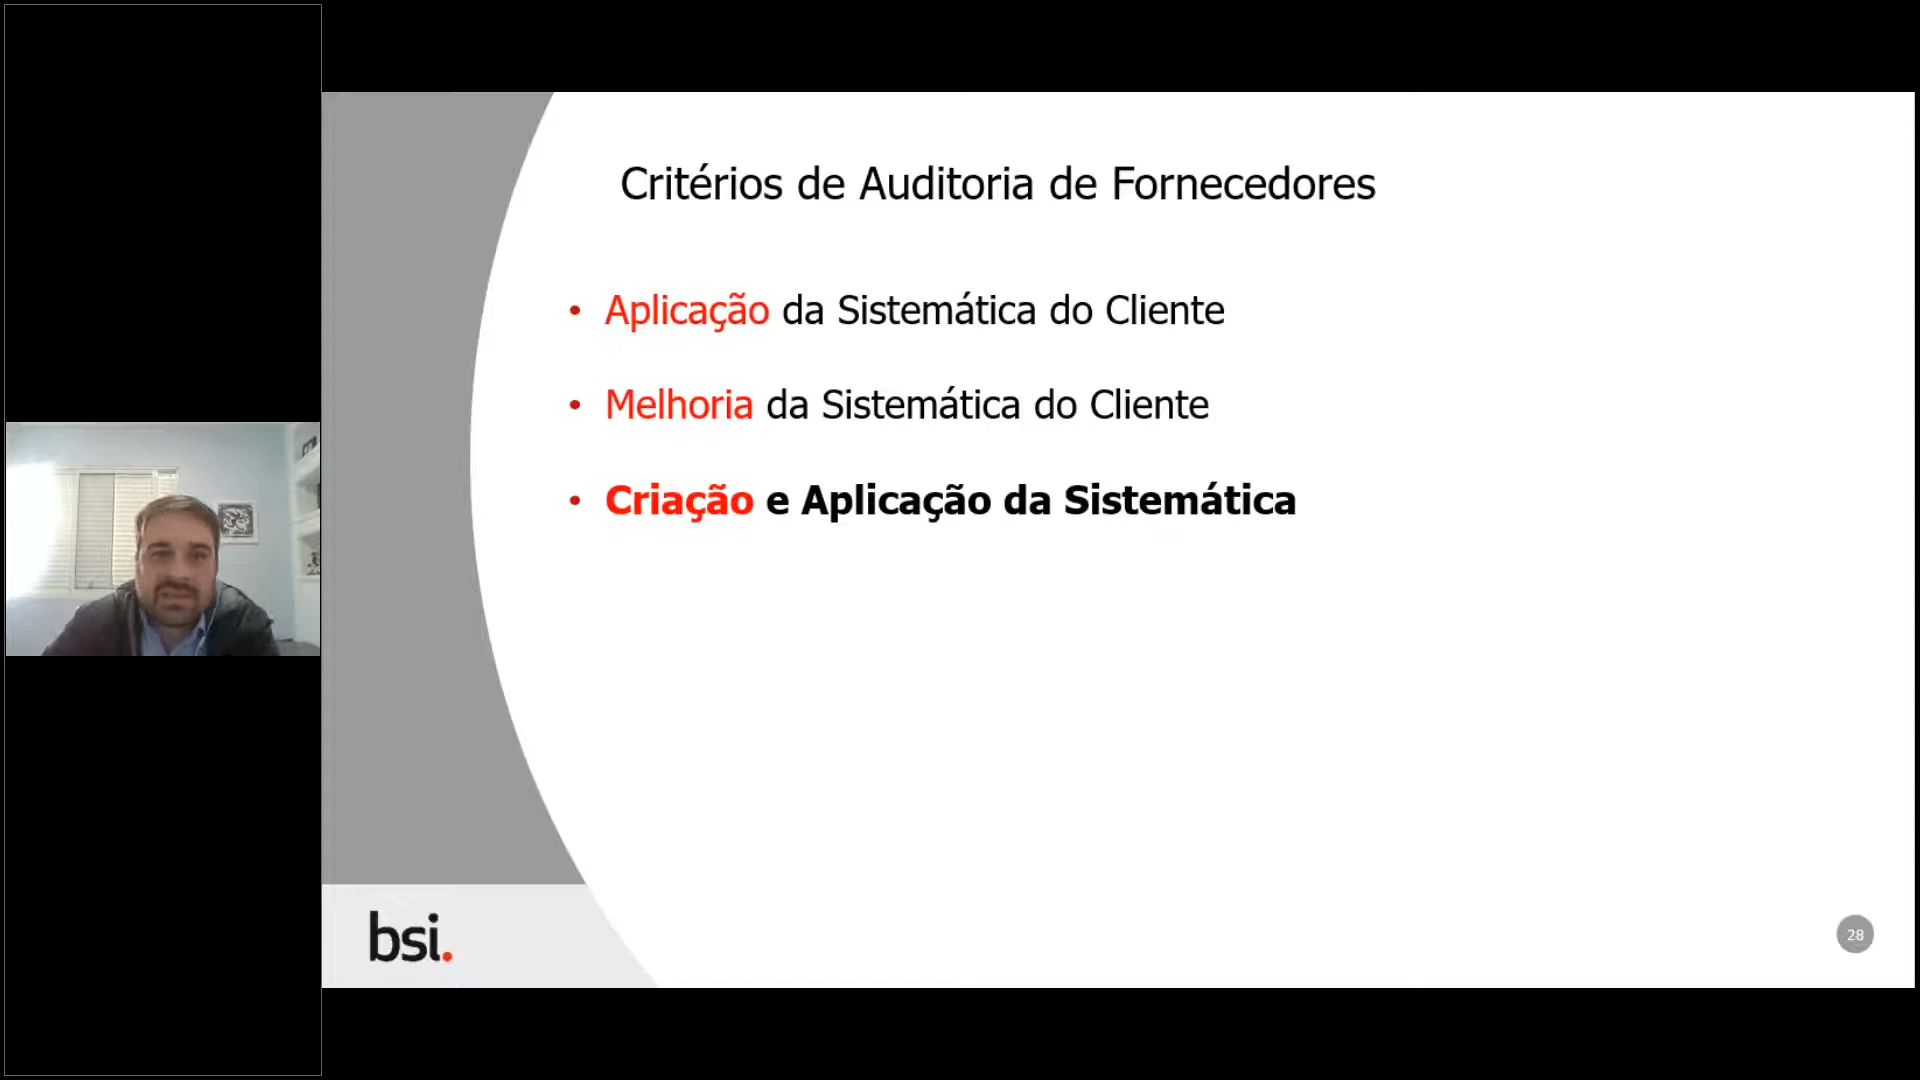 Critérios de Auditoria de Fornecedores
• Aplicação da Sistemática do Cliente
• Melhoria da Sistemática do Cliente
• Criação e Aplicação da Sistemática
bsi.
28